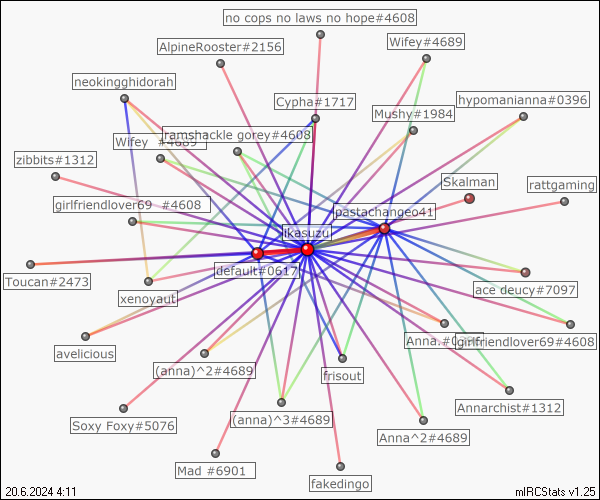 no cops no laws no hope#4608
Wifey#4689
AlpineRooster#2156
neokingghidorah
Cypha#1717
hypomanianna#0396
Mushy#1984
ramshackle gorey#4608
Wifey #4689
zibbits#1312
Skalman
rattgaming
girlfriendlover69 #4608
pastachangeo41
ikasuzu
default#0617
Toucan#2473
ace deucy#7097
xenoyaut
Anna.
girlfriendlover69#4608
avelicious
(anna)^2#4689
frisout
Annarchist#1312
Soxy Foxy#5076
(anna)^3#4689
Anna^2#4689
Mad #6901
fakedingo
20.6.2024 4:11
mIRCStats v1.25